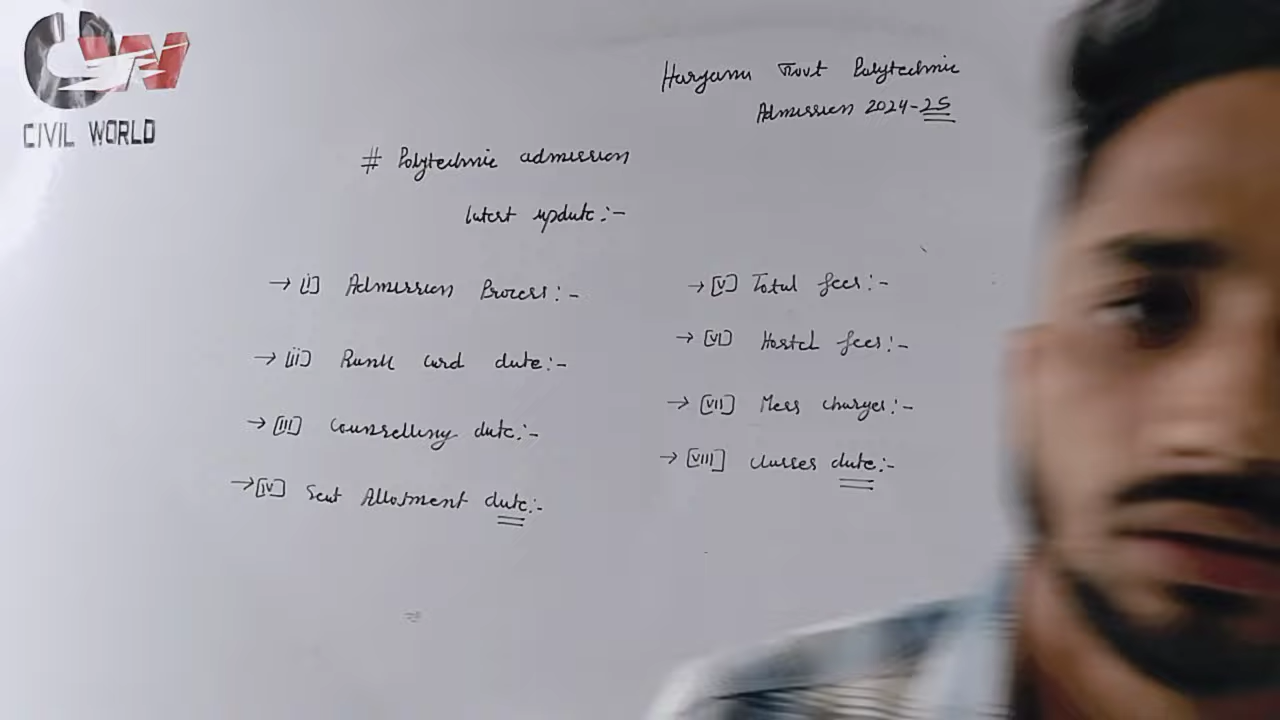 CW
CIVIL WORLD
Haryana Govt Polytechnic
Admission 2024-25
# Polytechnic admission
latest update:-
→ [i] Admission Process:-
→ [ii] Rank card date:-
→ [III] Counselling date:-
→ [IV] Seat Allotment date:-
→ [V] Total fees:-
→ [VI] Hostel fees:-
→ [VII] Mess charges:-
→ [VIII] Classes date:-